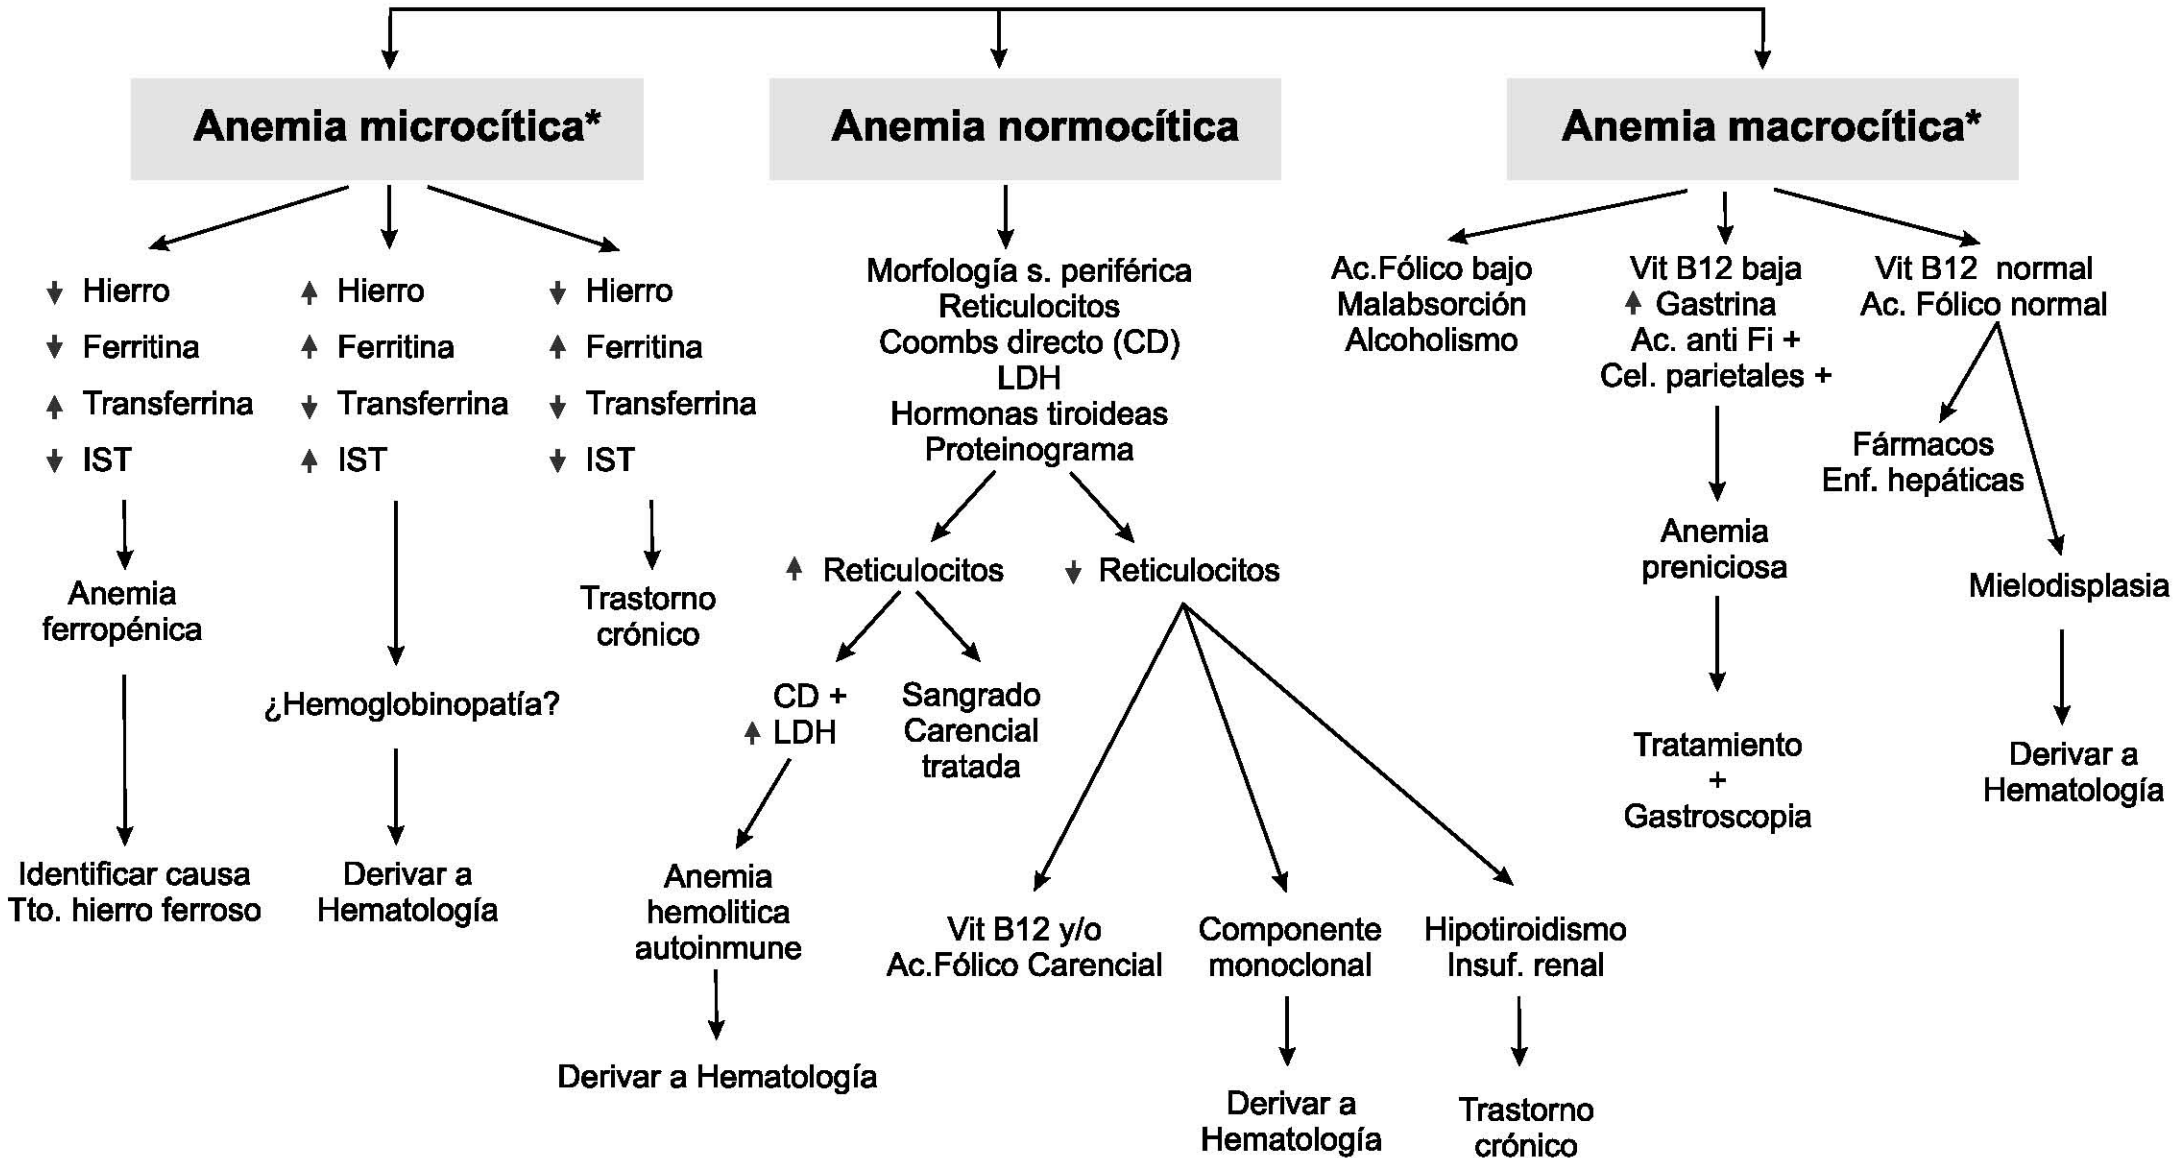 Anemia microcítica*
Anemia normocítica
Anemia macrocítica*
Hierro
Ferritina
Transferrina
IST
Anemia
ferropénica
Identificar causa
Tto. hierro ferroso
Hierro
Ferritina
Transferrina
IST
¿Hemoglobinopatía?
Derivar a
Hematología
Hierro
Ferritina
Transferrina
IST
Trastorno
crónico
Morfología s. periférica
Reticulocitos
Coombs directo (CD)
LDH
Hormonas tiroideas
Proteinograma
Reticulocitos
CD +
LDH
Anemia
hemolitica
autoinmune
Derivar a Hematología
Sangrado
Carencial
tratada
Reticulocitos
Vit B12 y/o
Ac.Fólico Carencial
Componente
monoclonal
Derivar a
Hematología
Hipotiroidismo
Insuf. renal
Trastorno
crónico
Ac.Fólico bajo
Malabsorción
Alcoholismo
Vit B12 baja
Gastrina
Ac. anti Fi +
Cel. parietales +
Anemia
preniciosa
Tratamiento
+
Gastroscopia
Vit B12 normal
Ac. Fólico normal
Fármacos
Enf. hepáticas
Mielodisplasia
Derivar a
Hematología